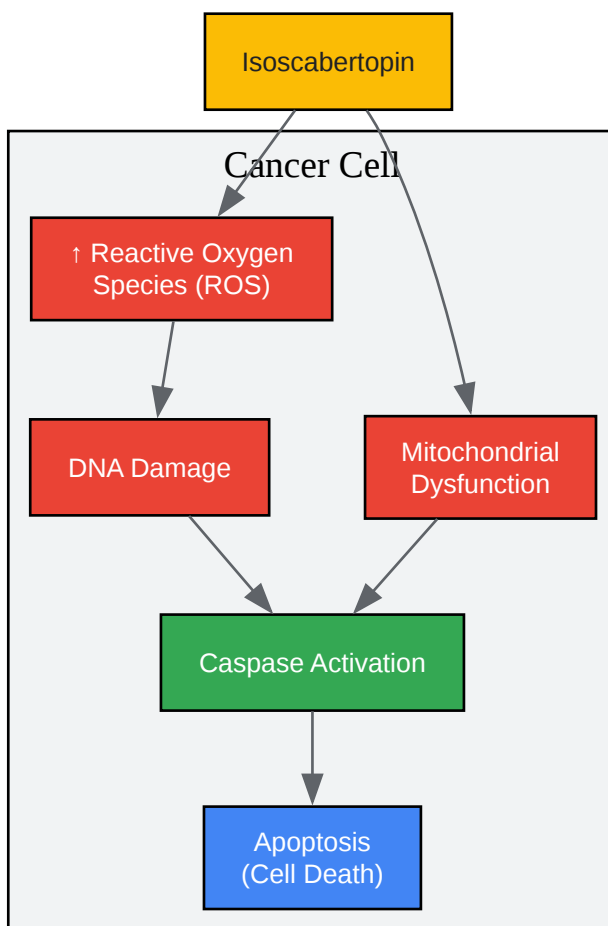 Isoscabertopin
Cancer Cell
↑ Reactive Oxygen
Species (ROS)
DNA Damage
Mitochondrial
Dysfunction
Caspase Activation
Apoptosis
(Cell Death)